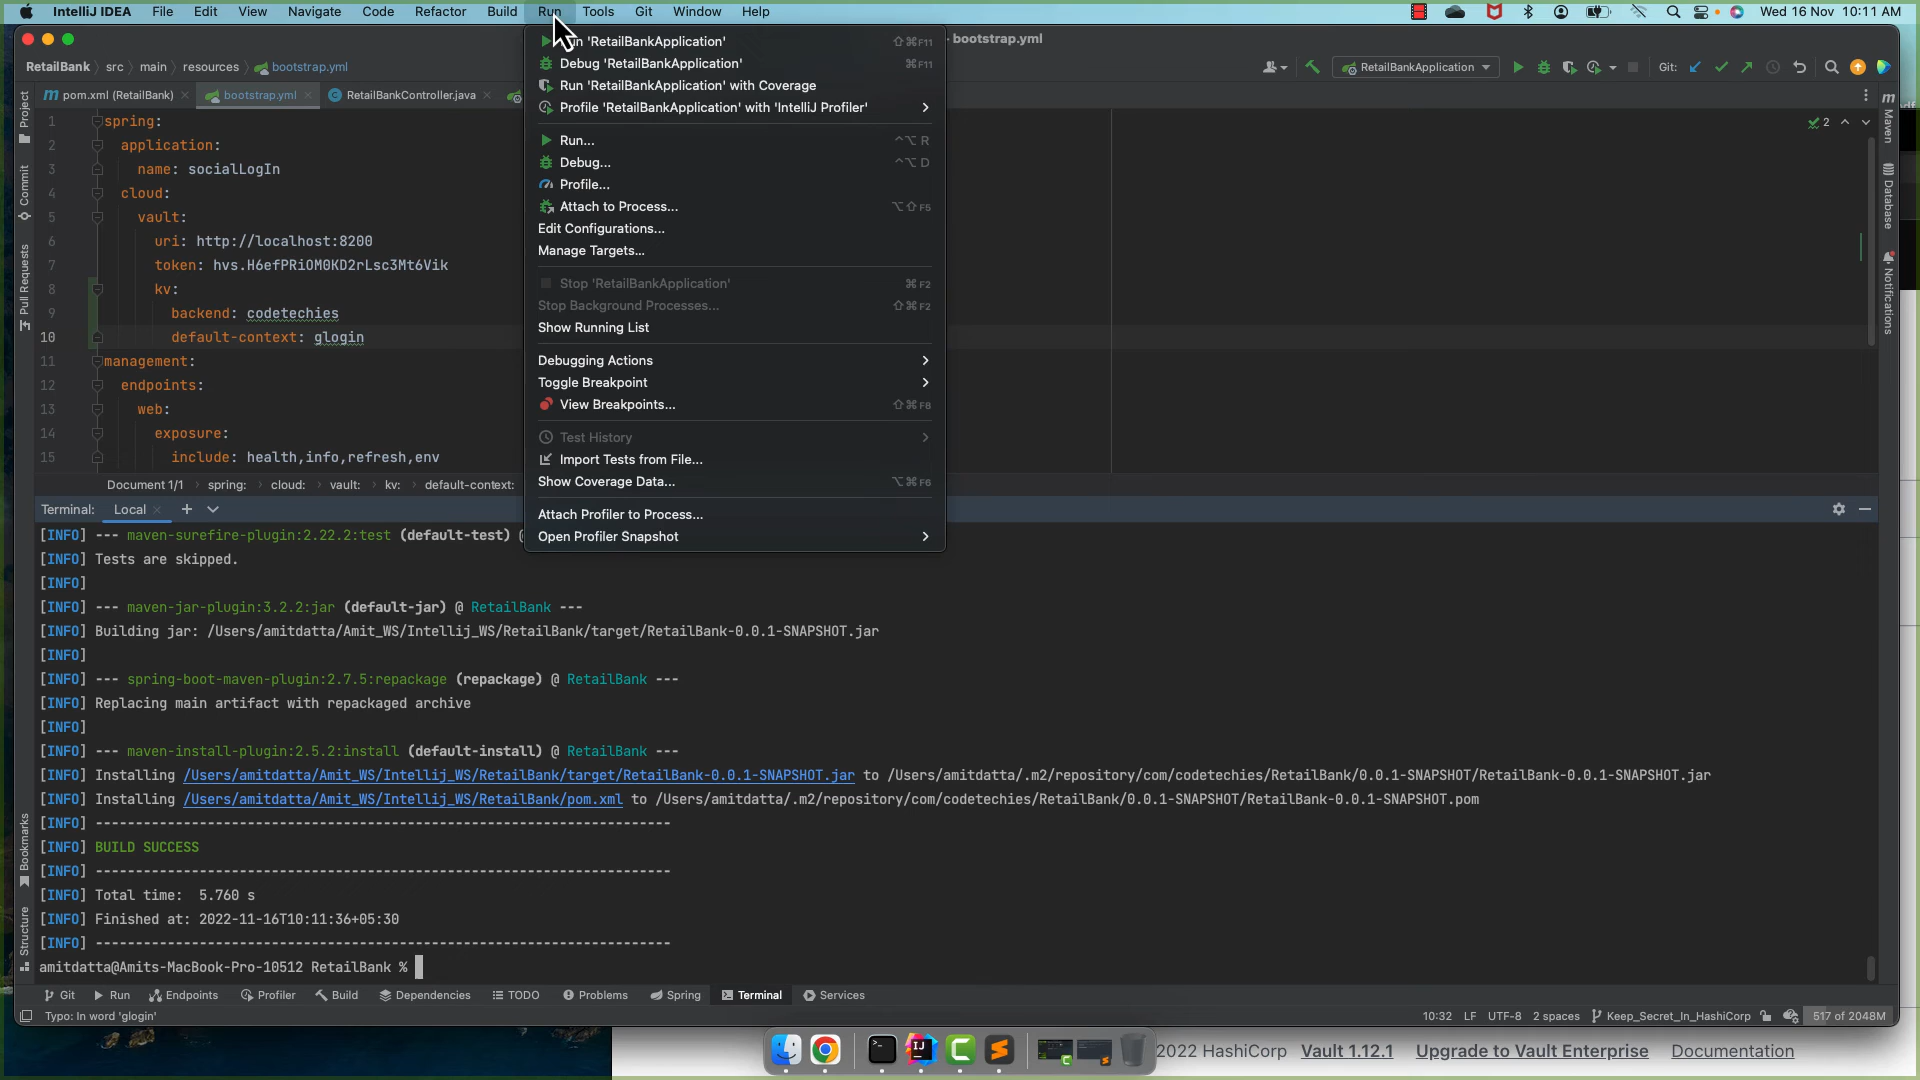 IntelliJ IDEA File Edit View Navigate Code Refactor Build Run Tools Git Window Help Wed 16 Nov 10:11 AM
bootstrap.yml
RetailBank src main resources bootstrap.yml RetailBankApplication Git:
pom.xml (RetailBank) bootstrap.yml RetailBankController.java
1 spring:
2 application:
3 name: socialLogIn
4 cloud:
5 vault:
6 uri: http://localhost:8200
7 token: hvs.H6efPRiOM0KD2rLsc3Mt6Vik
8 kv:
9 backend: codetechies
10 default-context: glogin
11 management:
12 endpoints:
13 web:
14 exposure:
15 include: health,info,refresh,env
2
Document 1/1 spring: cloud: vault: kv: default-context:
'RetailBankApplication' ⇧⌘F11
Debug 'RetailBankApplication' ⌘F11
Run 'RetailBankApplication' with Coverage
Profile 'RetailBankApplication' with 'IntelliJ Profiler'
Run... ⌃⌥R
Debug... ⌃⌥D
Profile...
Attach to Process... ⌥⇧F5
Edit Configurations...
Manage Targets...
Stop 'RetailBankApplication' ⌘F2
Stop Background Processes... ⇧⌘F2
Show Running List
Debugging Actions
Toggle Breakpoint
View Breakpoints... ⇧⌘F8
Test History
Import Tests from File...
Show Coverage Data... ⌥⌘F6
Attach Profiler to Process...
Open Profiler Snapshot
Project
Commit
Pull Requests
Bookmarks
Structure
Maven
Database
Notifications
Terminal: Local
[INFO] --- maven-surefire-plugin:2.22.2:test (default-test) @
[INFO] Tests are skipped.
[INFO]
[INFO] --- maven-jar-plugin:3.2.2:jar (default-jar) @ RetailBank ---
[INFO] Building jar: /Users/amitdatta/Amit_WS/Intellij_WS/RetailBank/target/RetailBank-0.0.1-SNAPSHOT.jar
[INFO]
[INFO] --- spring-boot-maven-plugin:2.7.5:repackage (repackage) @ RetailBank ---
[INFO] Replacing main artifact with repackaged archive
[INFO]
[INFO] --- maven-install-plugin:2.5.2:install (default-install) @ RetailBank ---
[INFO] Installing /Users/amitdatta/Amit_WS/Intellij_WS/RetailBank/target/RetailBank-0.0.1-SNAPSHOT.jar to /Users/amitdatta/.m2/repository/com/codetechies/RetailBank/0.0.1-SNAPSHOT/RetailBank-0.0.1-SNAPSHOT.jar
[INFO] Installing /Users/amitdatta/Amit_WS/Intellij_WS/RetailBank/pom.xml to /Users/amitdatta/.m2/repository/com/codetechies/RetailBank/0.0.1-SNAPSHOT/RetailBank-0.0.1-SNAPSHOT.pom
[INFO] ------------------------------------------------------------------------
[INFO] BUILD SUCCESS
[INFO] ------------------------------------------------------------------------
[INFO] Total time: 5.760 s
[INFO] Finished at: 2022-11-16T10:11:36+05:30
[INFO] ------------------------------------------------------------------------
amitdatta@Amits-MacBook-Pro-10512 RetailBank %
Git Run Endpoints Profiler Build Dependencies TODO Problems Spring Terminal Services
Typo: In word 'glogin' 10:32 LF UTF-8 2 spaces Keep_Secret_In_HashiCorp 517 of 2048M
2022 HashiCorp Vault 1.12.1 Upgrade to Vault Enterprise Documentation